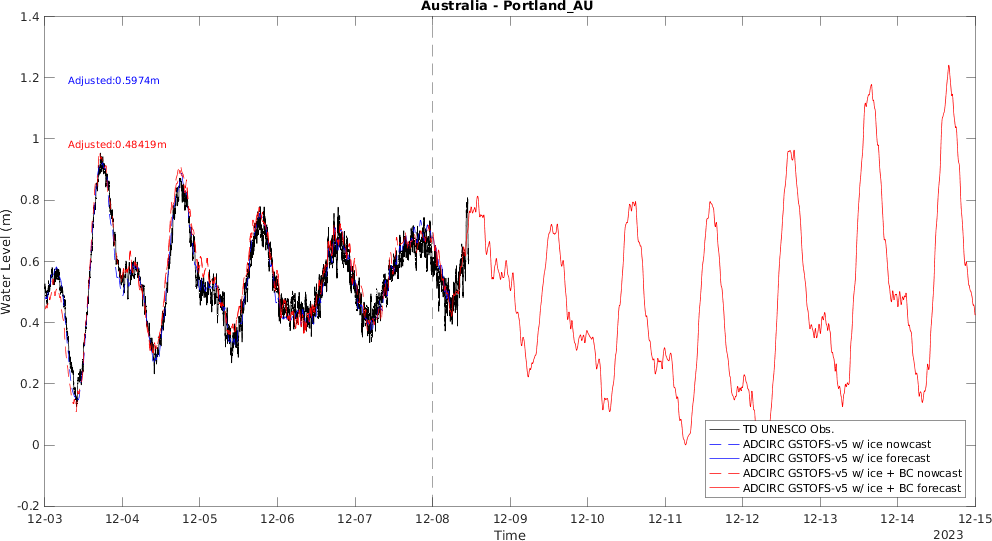 Australia - Portland_AU
1.4
1.2
1
0.8
0.6
0.4
0.2
0
-0.2
Water Level (m)
Adjusted:0.5974m
Adjusted:0.48419m
TD UNESCO Obs.
ADCIRC GSTOFS-v5 w/ ice nowcast
ADCIRC GSTOFS-v5 w/ ice forecast
ADCIRC GSTOFS-v5 w/ ice + BC nowcast
ADCIRC GSTOFS-v5 w/ ice + BC forecast
12-03 12-04 12-05 12-06 12-07 12-08 12-09 12-10 12-11 12-12 12-13 12-14 12-15
Time
2023